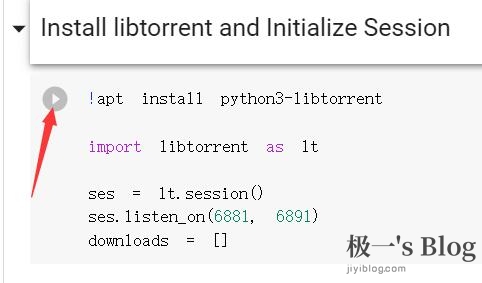 Install libtorrent and Initialize Session
!apt install python3-libtorrent
import libtorrent as lt
ses = lt.session()
ses.listen_on(6881, 6891)
downloads = []
极一's Blog
jiyiblog.com